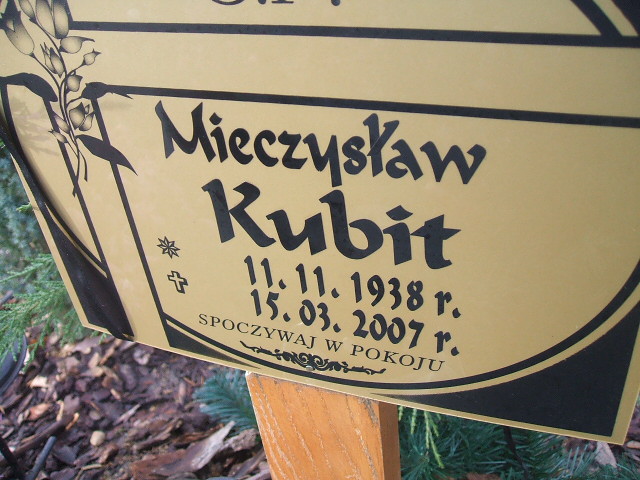 Mieczysław
Kubit
11. 11. 1938 r.
15. 03. 2007 r.
SPOCZYWAJ W POKOJU